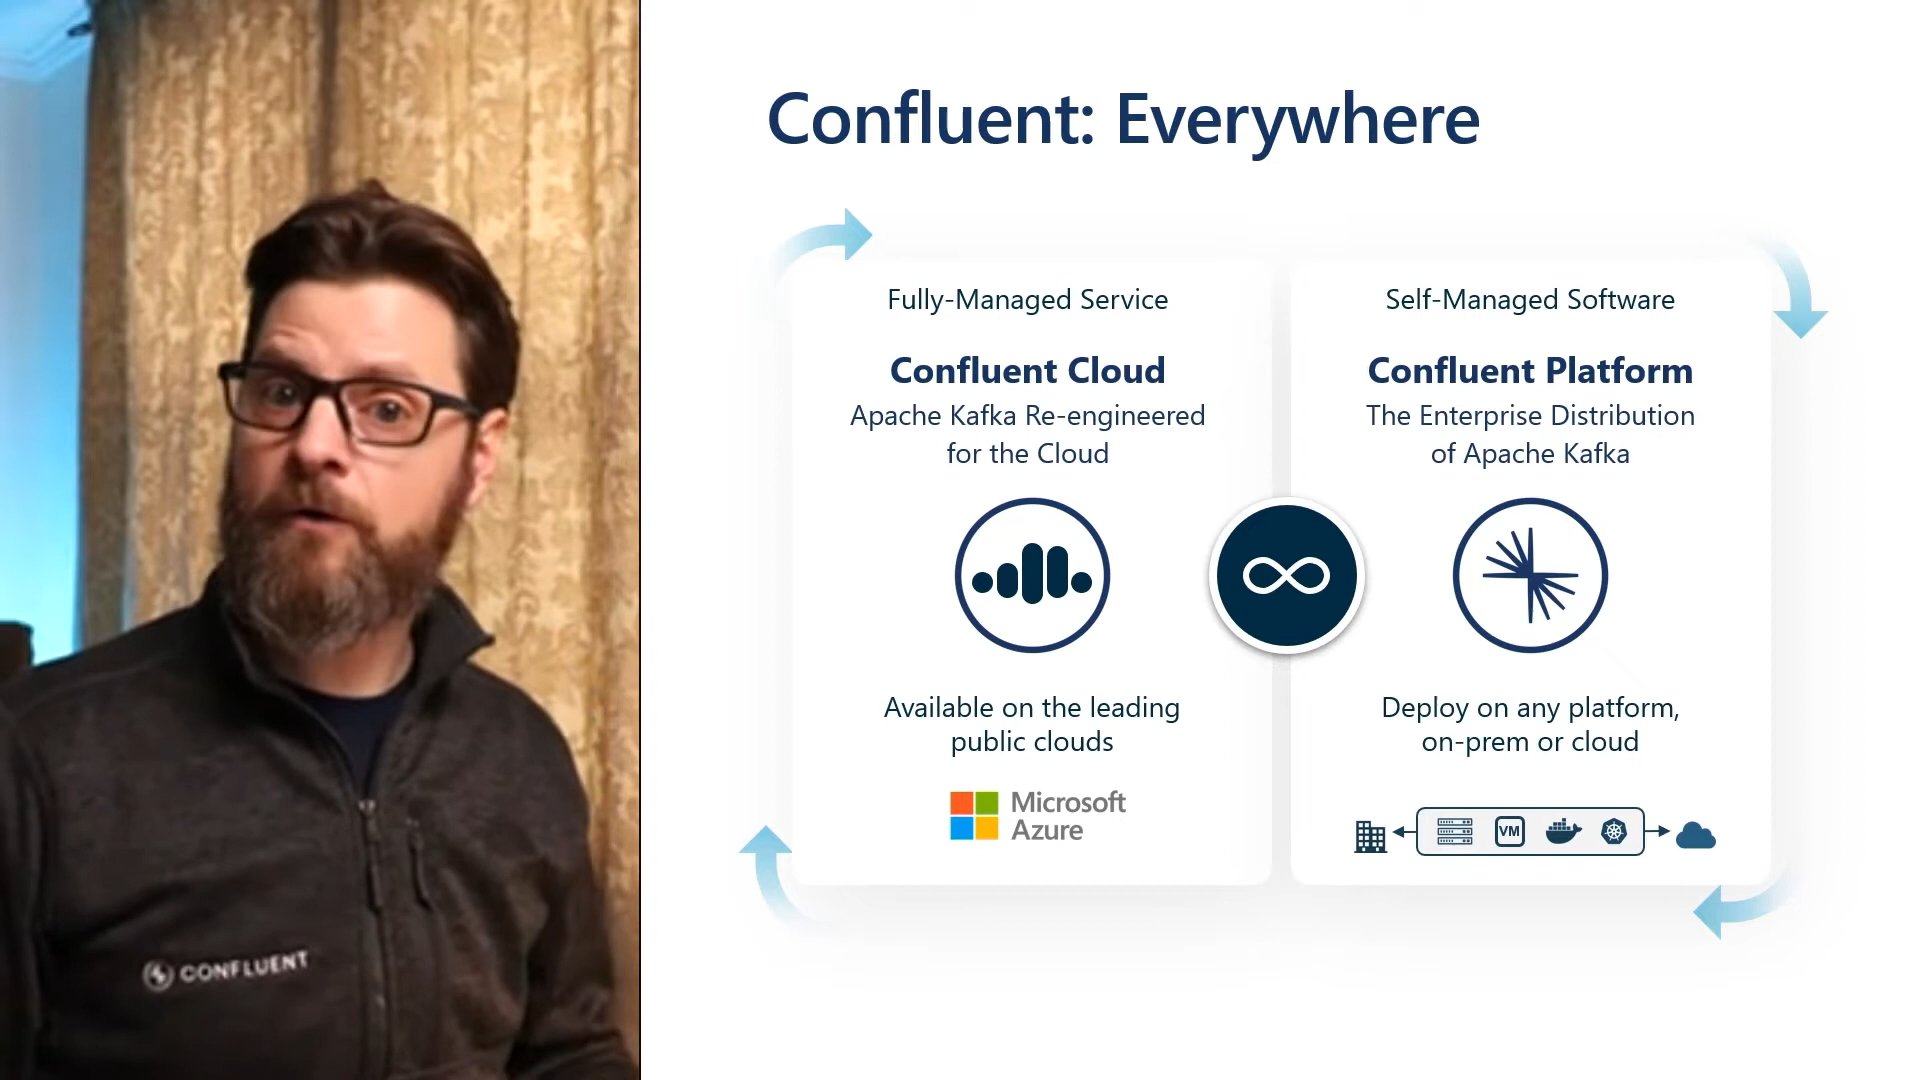 Confluent: Everywhere
Fully-Managed Service
Confluent Cloud
Apache Kafka Re-engineered
for the Cloud
Available on the leading
public clouds
Microsoft
Azure
Self-Managed Software
Confluent Platform
The Enterprise Distribution
of Apache Kafka
Deploy on any platform,
on-prem or cloud
VM
CONFLUENT